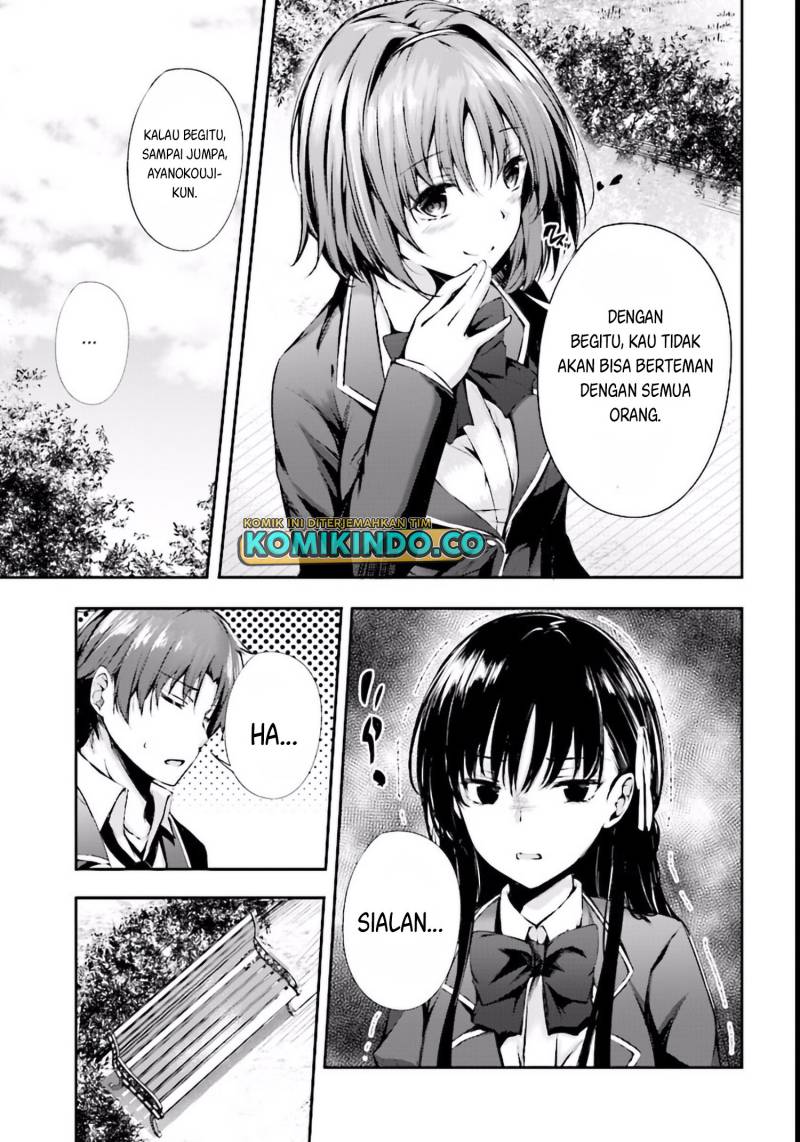 DENGAN
BEGITU, KAU TIDAK
AKAN BISA BERTEMAN
DENGAN SEMUA
ORANG.
KALAU BEGITU,
SAMPAI JUMPA,
AYANOKOUJI-
KUN.
...
KOMIK INI DITERJEMAHKAN TIM
KOMIKINDO.CO
SIALAN...
HA...